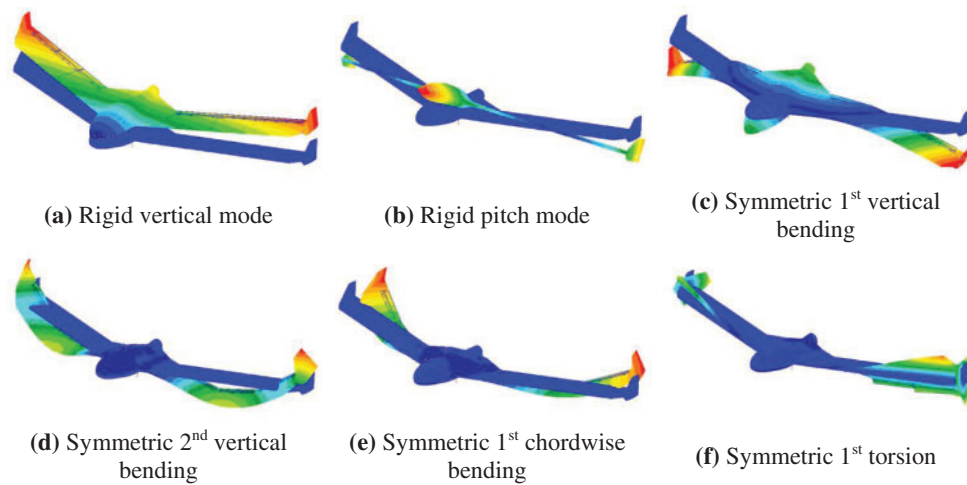 (a) Rigid vertical mode
(b) Rigid pitch mode
(c) Symmetric 1st vertical
bending
(d) Symmetric 2nd vertical
bending
(e) Symmetric 1st chordwise
bending
(f) Symmetric 1st torsion